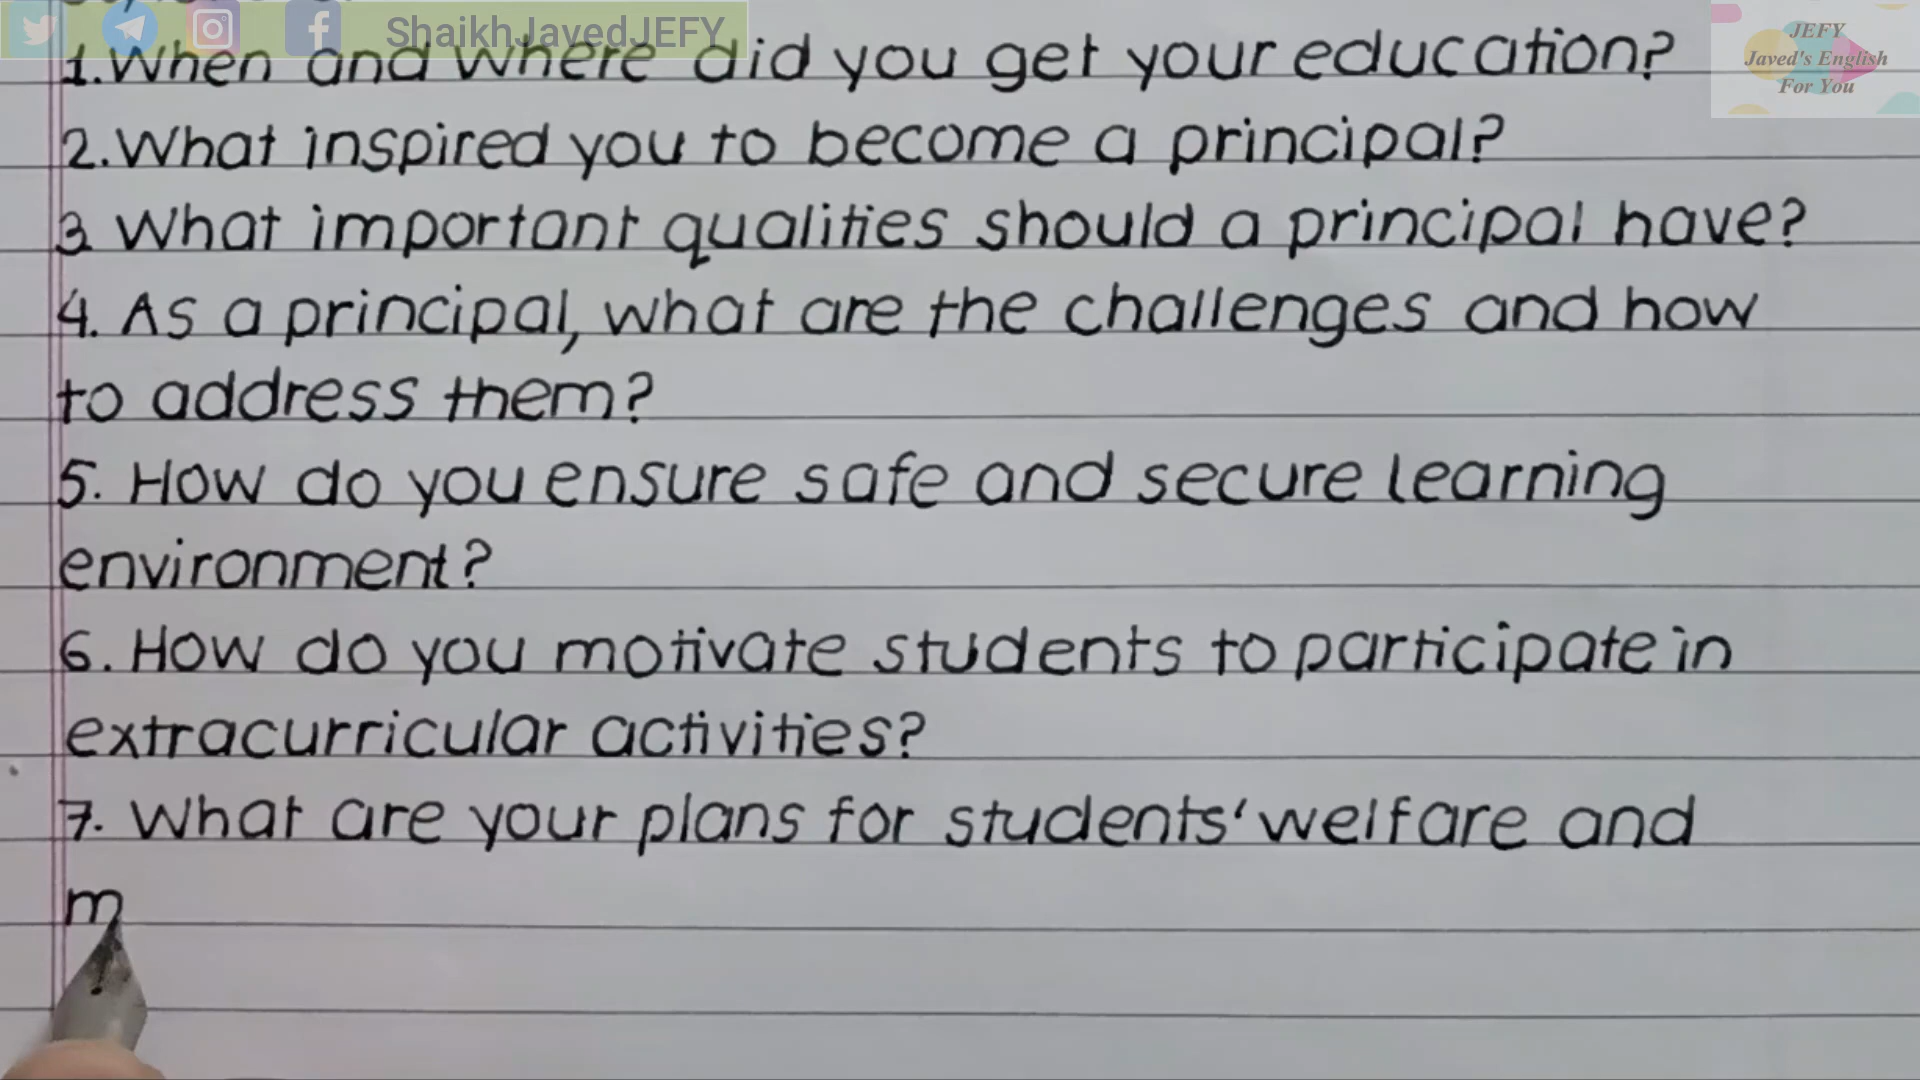 ShaikhJavedJEFY
JEFY
Javed's English
For You
1.When and where did you get your education?
2.What inspired you to become a principal?
3 What important qualities should a principal have?
4. As a principal, what are the challenges and how
to address them?
5. How do you ensure safe and secure learning
environment?
6. How do you motivate students to participate in
extracurricular activities?
7. What are your plans for students' welfare and
m